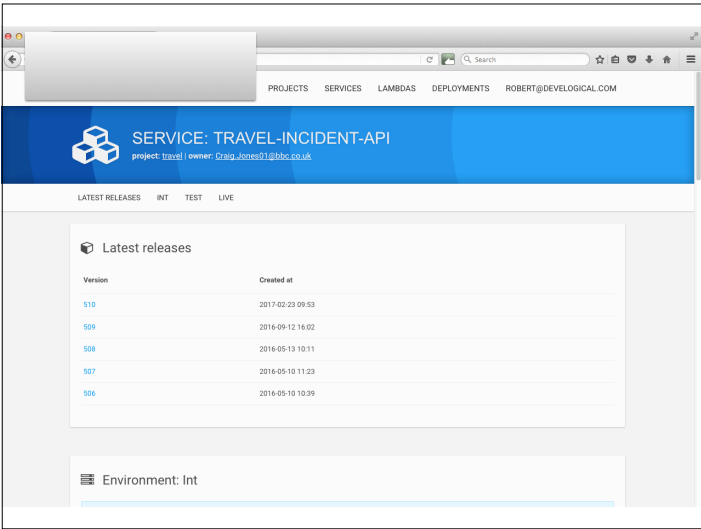 Search
PROJECTS SERVICES LAMBDAS DEPLOYMENTS ROBERT@DEVELOGICAL.COM
SERVICE: TRAVEL-INCIDENT-API
project: travel | owner: Craig.Jones01@bbc.co.uk
LATEST RELEASES INT TEST LIVE
Latest releases
Version Created at
510 2017-02-23 09:53
509 2016-09-12 16:02
508 2016-05-13 10:11
507 2016-05-10 11:23
506 2016-05-10 10:39
Environment: Int